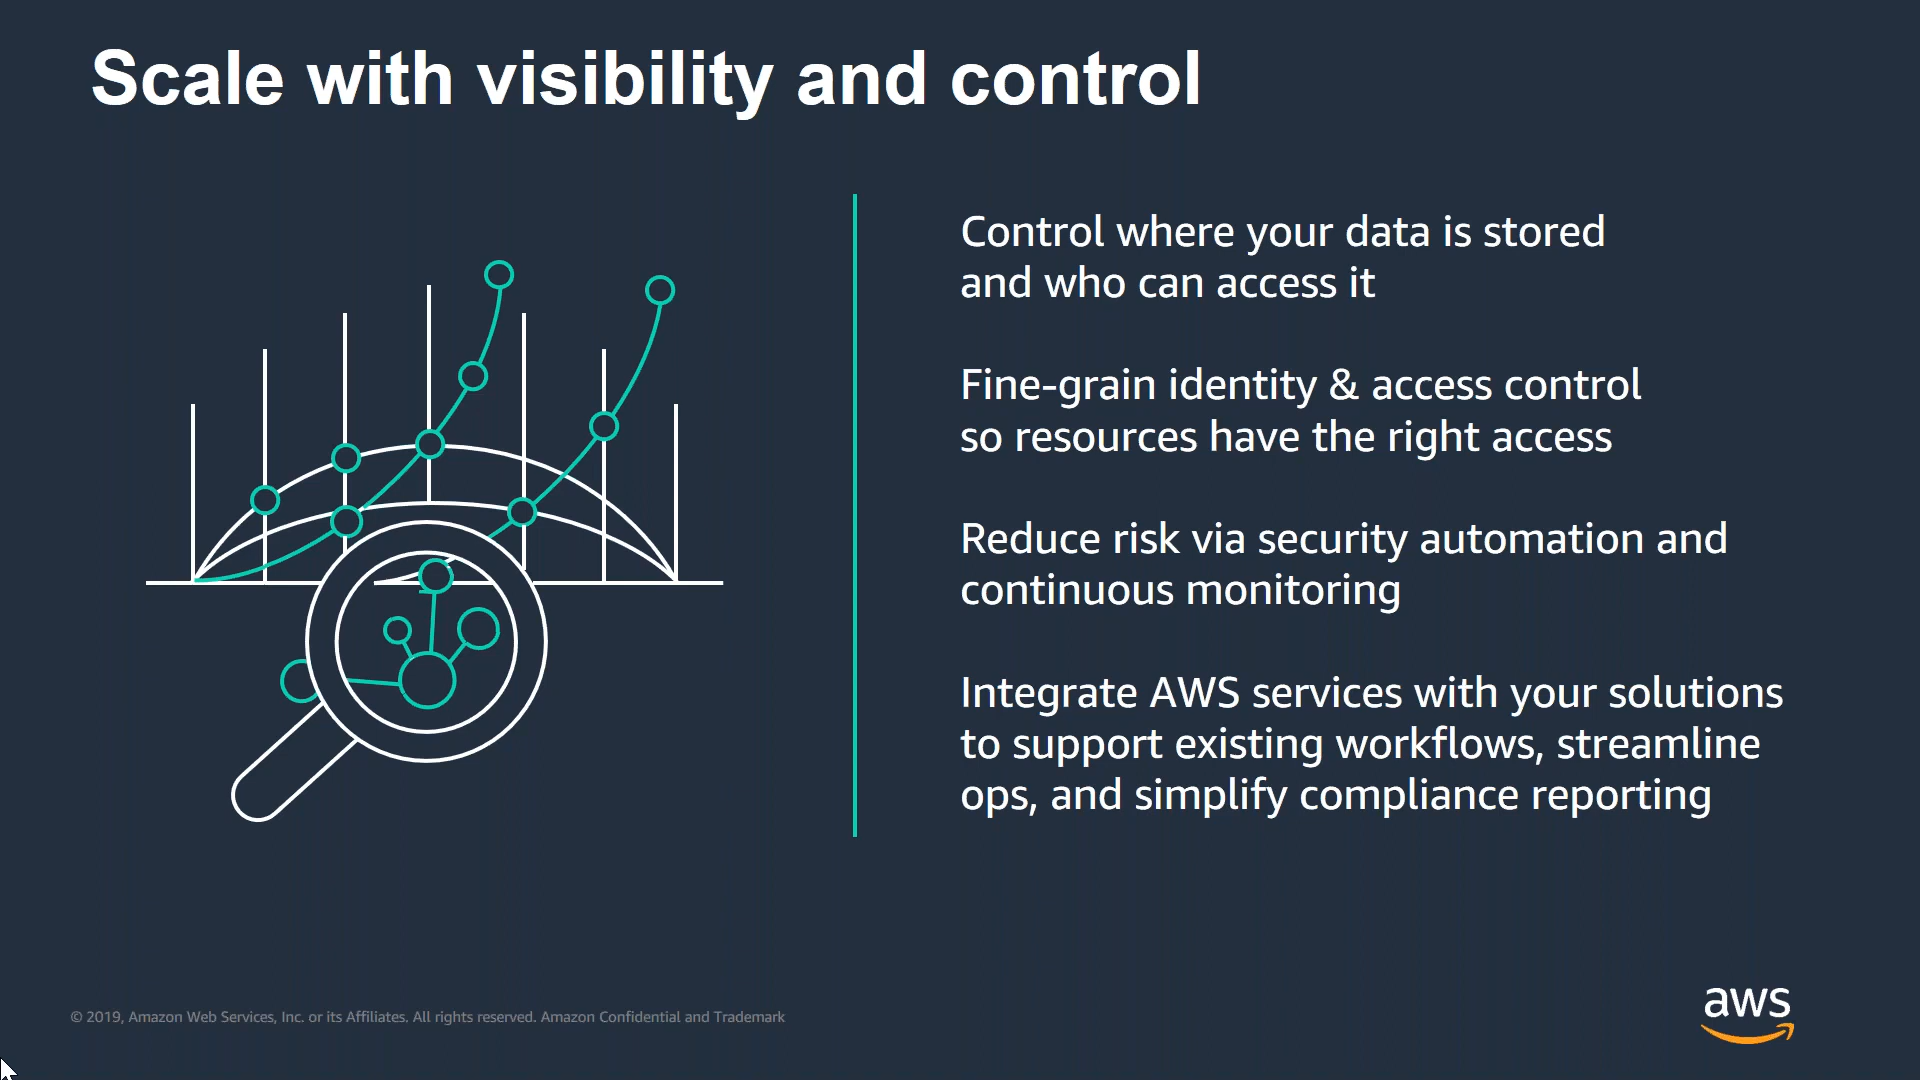 Scale with visibility and control
Control where your data is stored
and who can access it
Fine-grain identity & access control
so resources have the right access
Reduce risk via security automation and
continuous monitoring
Integrate AWS services with your solutions
to support existing workflows, streamline
ops, and simplify compliance reporting
© 2019, Amazon Web Services, Inc. or its Affiliates. All rights reserved. Amazon Confidential and Trademark
aws